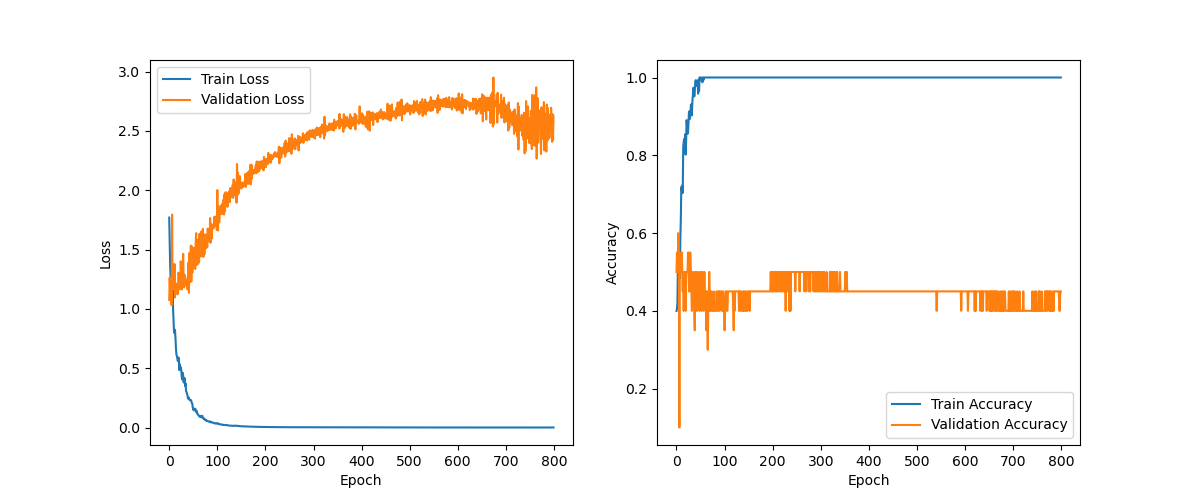 Train Loss
Validation Loss
3.0
2.5
2.0
1.5
1.0
0.5
0.0
Loss
0 100 200 300 400 500 600 700 800
Epoch
1.0
0.8
0.6
0.4
0.2
Accuracy
Train Accuracy
Validation Accuracy
0 100 200 300 400 500 600 700 800
Epoch